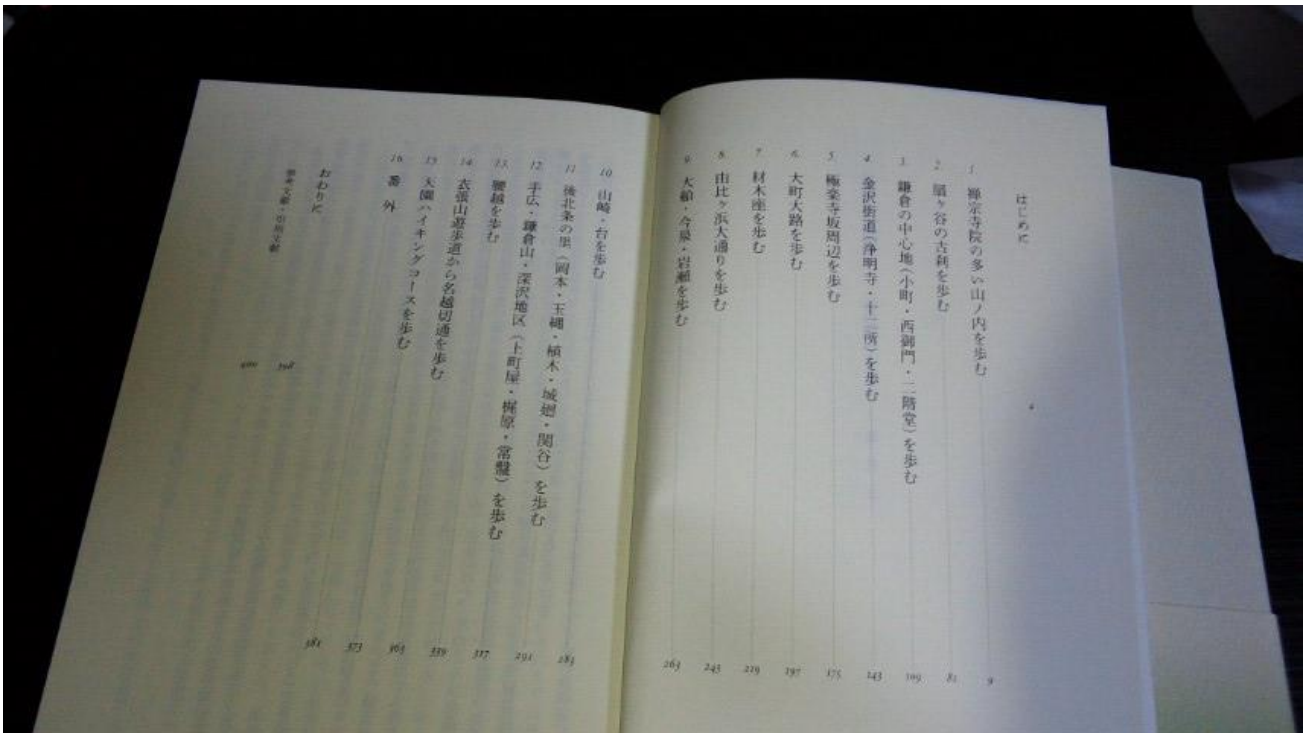 はじめに
1 禅宗寺院の多い山ノ内を歩む 9
2 扇ヶ谷の古刹を歩む 81
3 鎌倉の中心地（小町・西御門・二階堂）を歩む 109
4 金沢街道（浄明寺・十二所）を歩む 143
5 極楽寺坂周辺を歩む 175
6 大町大路を歩む 197
7 材木座を歩む 219
8 由比ヶ浜大通りを歩む 245
9 大船・今泉・岩瀬を歩む 263
10 山崎・台を歩む 283
11 後北条の里（岡本・玉縄・植木・城廻・関谷）を歩む 291
12 手広・鎌倉山・深沢地区（上町屋・梶原・常盤）を歩む 317
13 腰越を歩む 339
14 衣張山遊歩道から名越切通を歩む 363
15 天園ハイキングコースを歩む 373
16 番外 381
おわりに 398
参考文献・引用文献 400